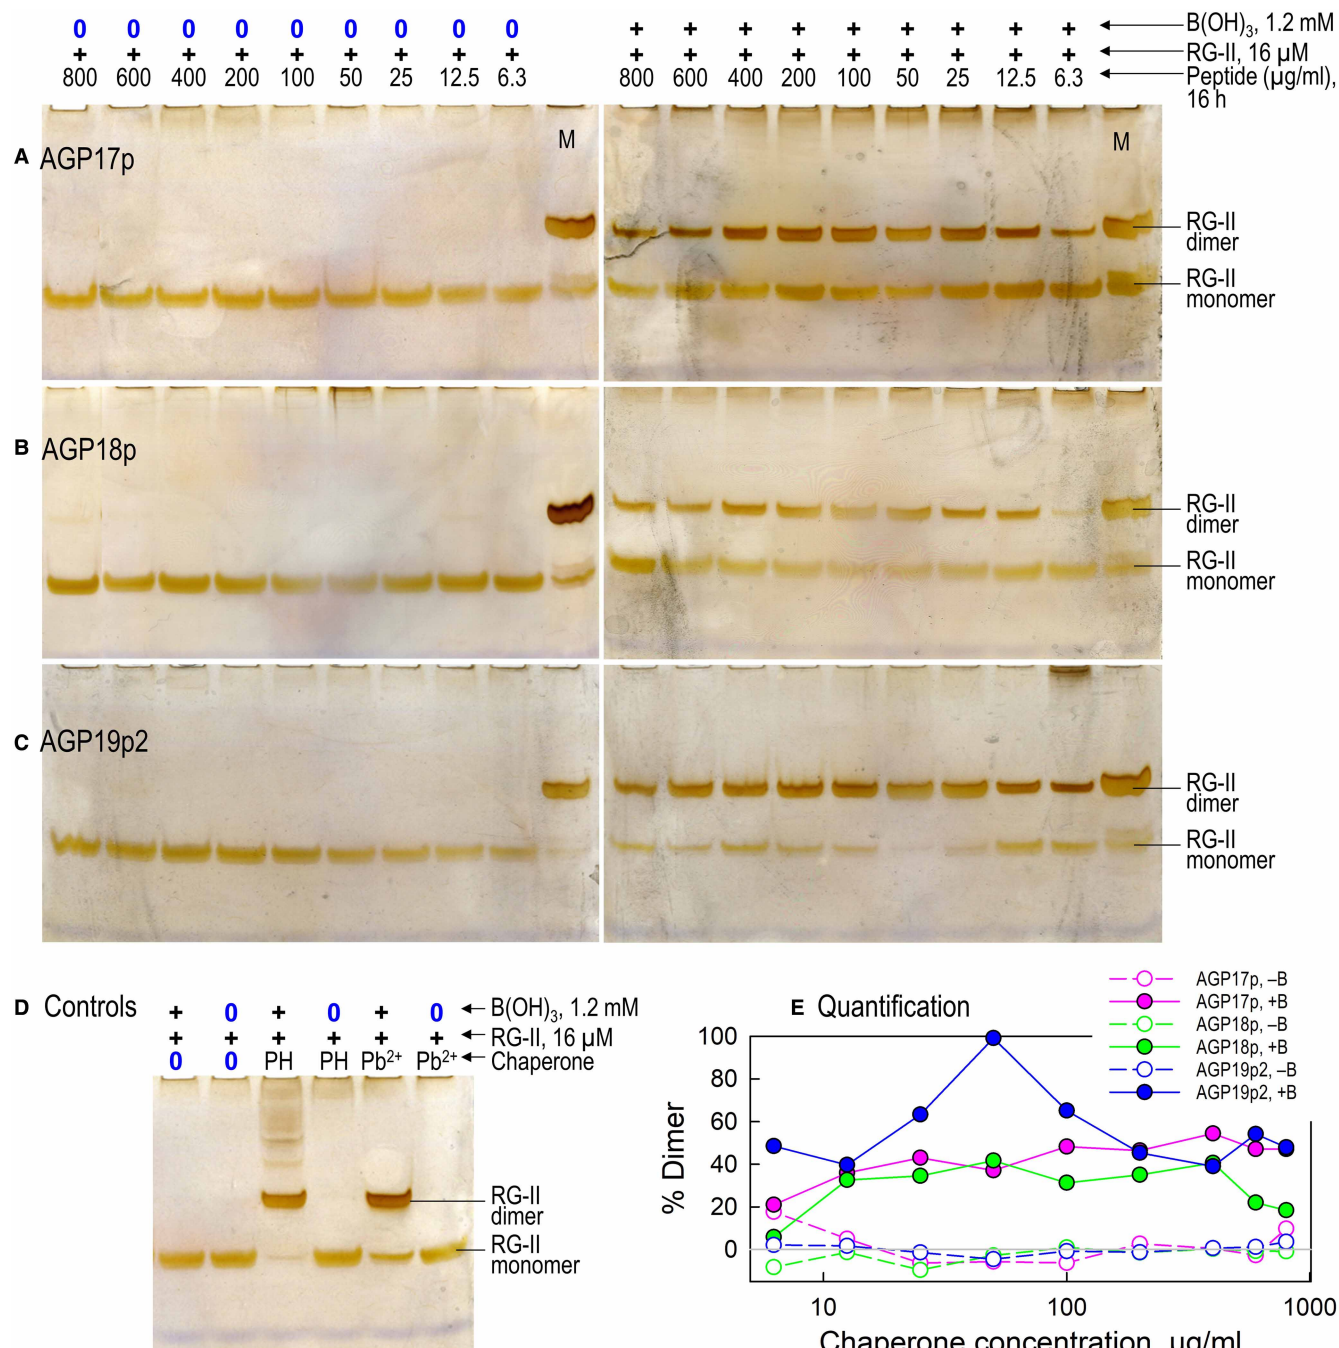 0 0 0 0 0 0 0 0 0 + + + + + + + + + B(OH)₃, 1.2 mM
+ + + + + + + + + + + + + + + + + + RG-II, 16 µM
800 600 400 200 100 50 25 12.5 6.3 800 600 400 200 100 50 25 12.5 6.3 Peptide (µg/ml),
16 h
A AGP17p M M
RG-II
dimer
RG-II
monomer
B AGP18p
RG-II
dimer
RG-II
monomer
C AGP19p2
RG-II
dimer
RG-II
monomer
D Controls
+ 0 + 0 + 0 B(OH)₃, 1.2 mM
+ + + + + + RG-II, 16 µM
0 0 PH PH Pb²⁺ Pb²⁺ Chaperone
RG-II
dimer
RG-II
monomer
E Quantification
AGP17p, –B
AGP17p, +B
AGP18p, –B
AGP18p, +B
AGP19p2, –B
AGP19p2, +B
% Dimer
100
80
60
40
20
0
10 100 1000
Chaperone concentration, µg/ml